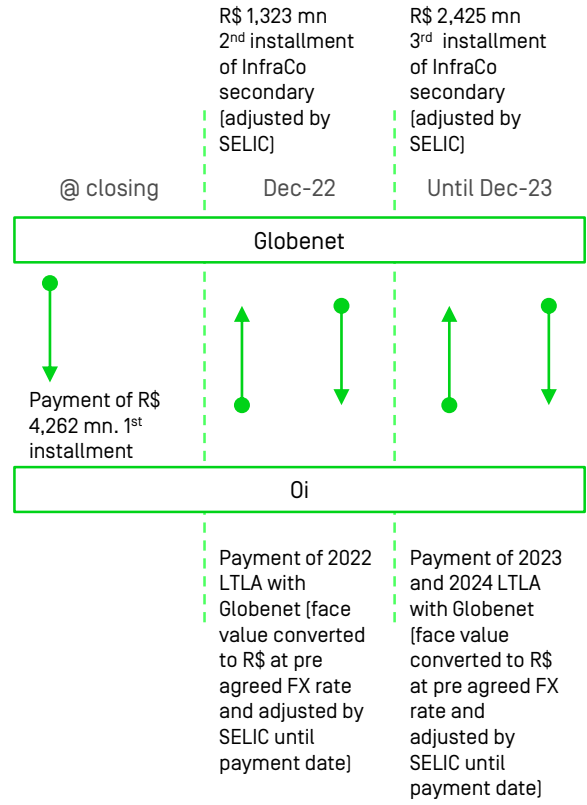 R$ 1,323 mn
2nd installment
of InfraCo
secondary
(adjusted by
SELIC)
R$ 2,425 mn
3rd installment
of InfraCo
secondary
(adjusted by
SELIC)
@ closing
Dec-22
Until Dec-23
Globenet
Payment of R$
4,262 mn. 1st
installment
Oi
Payment of 2022
LTLA with
Globenet (face
value converted
to R$ at pre
agreed FX rate
and adjusted by
SELIC until
payment date)
Payment of 2023
and 2024 LTLA
with Globenet
(face value
converted to R$
at pre agreed FX
rate and
adjusted by
SELIC until
payment date)